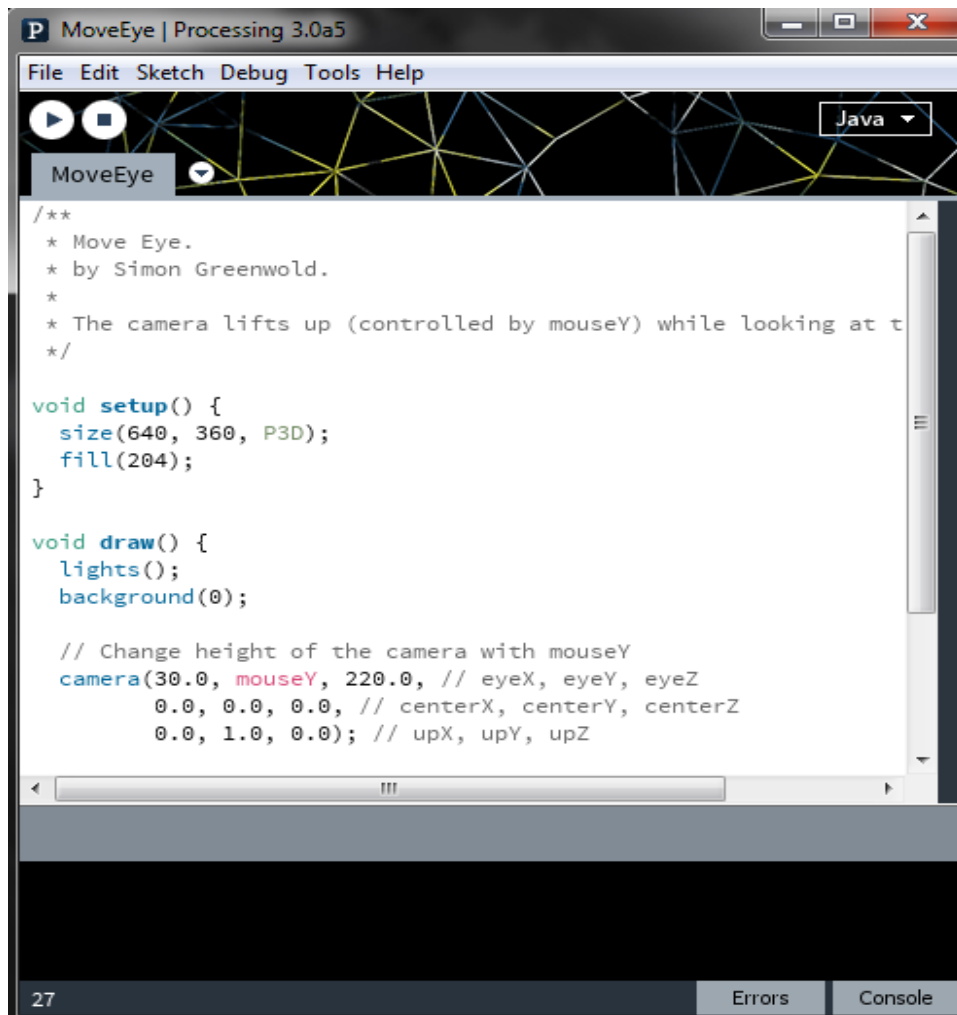 P MoveEye | Processing 3.0a5
File Edit Sketch Debug Tools Help
Java
MoveEye
/**
 * Move Eye.
 * by Simon Greenwold.
 *
 * The camera lifts up (controlled by mouseY) while looking at t
 */
void setup() {
  size(640, 360, P3D);
  fill(204);
}
void draw() {
  lights();
  background(0);
  // Change height of the camera with mouseY
  camera(30.0, mouseY, 220.0, // eyeX, eyeY, eyeZ
         0.0, 0.0, 0.0, // centerX, centerY, centerZ
         0.0, 1.0, 0.0); // upX, upY, upZ
27 Errors Console